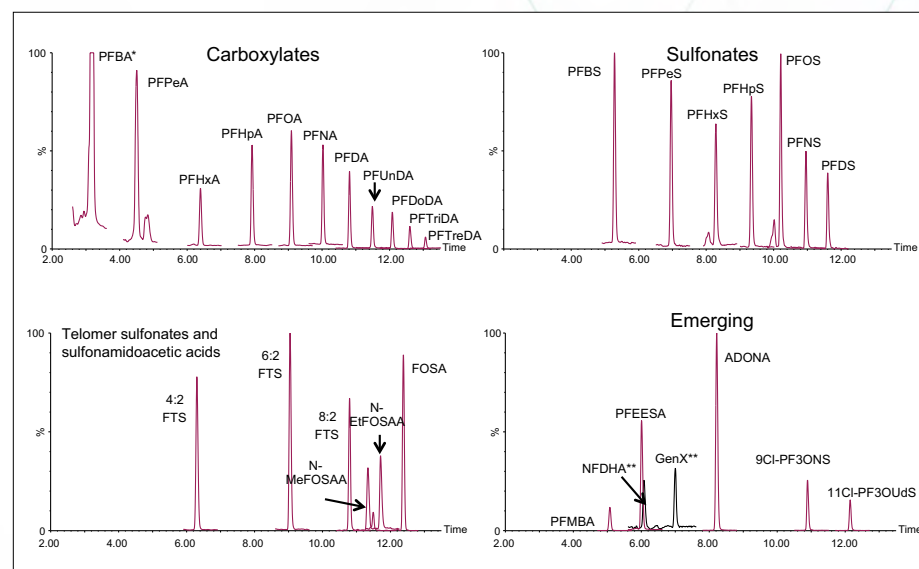 Carboxylates
100
%
0
PFBA*
PFPeA
PFHxA
PFHpA
PFOA
PFNA
PFDA
PFUnDA
PFDoDA
PFTriDA
PFTreDA
Time
2.00 4.00 6.00 8.00 10.00 12.00
Sulfonates
100
%
0
PFBS
PFPeS
PFHxS
PFHpS
PFOS
PFNS
PFDS
Time
4.00 6.00 8.00 10.00 12.00
Telomer sulfonates and
sulfonamidoacetic acids
100
%
0
4:2
FTS
6:2
FTS
8:2
FTS
N-
MeFOSAA
N-
EtFOSAA
FOSA
Time
2.00 4.00 6.00 8.00 10.00 12.00
Emerging
100
%
0
PFMBA
NFDHA**
PFEESA
GenX**
ADONA
9Cl-PF3ONS
11Cl-PF3OUdS
Time
2.00 4.00 6.00 8.00 10.00 12.00